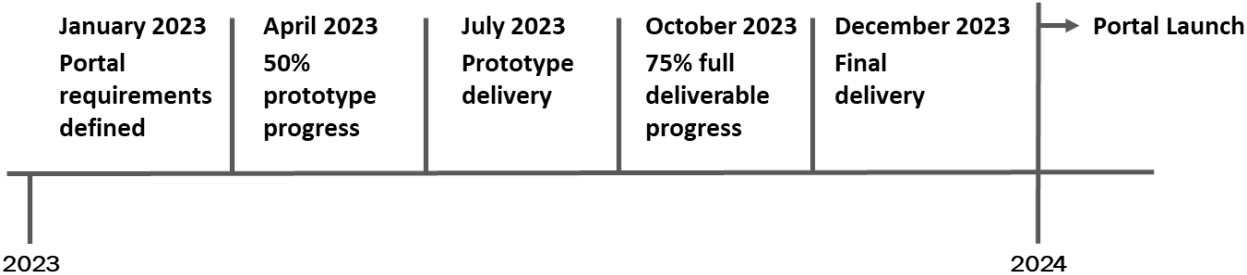 January 2023
Portal
requirements
defined
April 2023
50%
prototype
progress
July 2023
Prototype
delivery
October 2023
75% full
deliverable
progress
December 2023
Final
delivery
Portal Launch
2023
2024